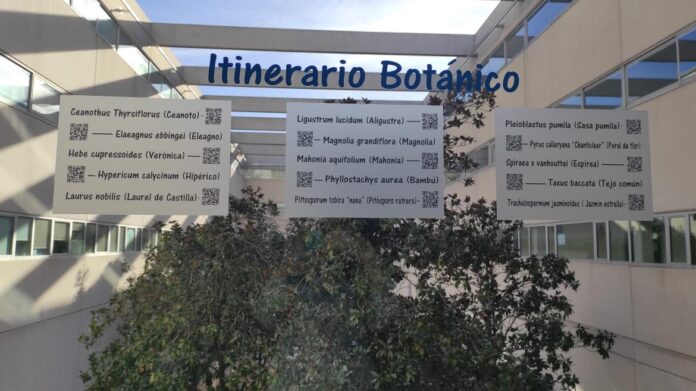 Itinerario Botánico
Ceanothus Thyrsiflorus (Ceanoto)
Elaeagnus ebbingei (Eleagno)
Hebe cupressoides (Verónica)
Hypericum calycinum (Hipérico)
Laurus nobilis (Laurel de Castilla)
Ligustrum lucidum (Aligustre)
Magnolia grandiflora (Magnolia)
Mahonia aquifolium (Mahonia)
Phyllostachys aurea (Bambú)
Pittosporum tobira "nana" (Pitosporo ratrero)
Pleioblastus pumila (Sasa pumila)
Pyrus calleryana "Chanticleer" (Peral de flor)
Spiraea x vanhouttei (Espirea)
Taxus baccata (Tejo común)
Trachelospermum jasminoides ( Jazmín estrella)